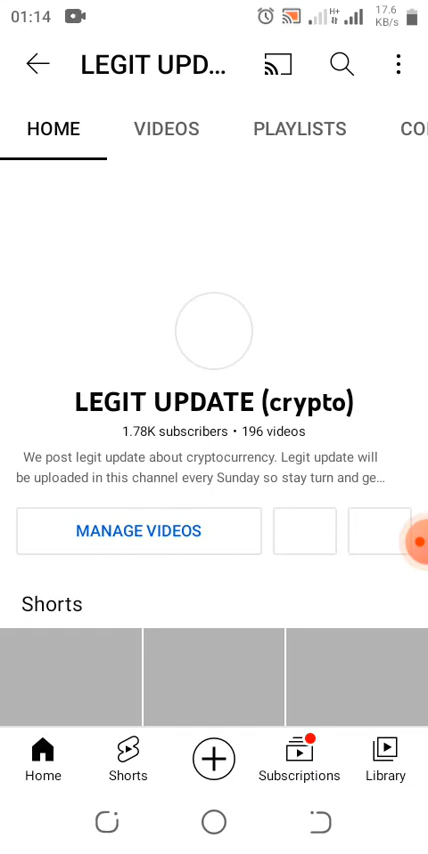 01:14
H+
17.6
KB/s
LEGIT UPD...
HOME VIDEOS PLAYLISTS CO
LEGIT UPDATE (crypto)
1.78K subscribers • 196 videos
We post legit update about cryptocurrency. Legit update will
be uploaded in this channel every Sunday so stay turn and ge...
MANAGE VIDEOS
Shorts
Home Shorts Subscriptions Library